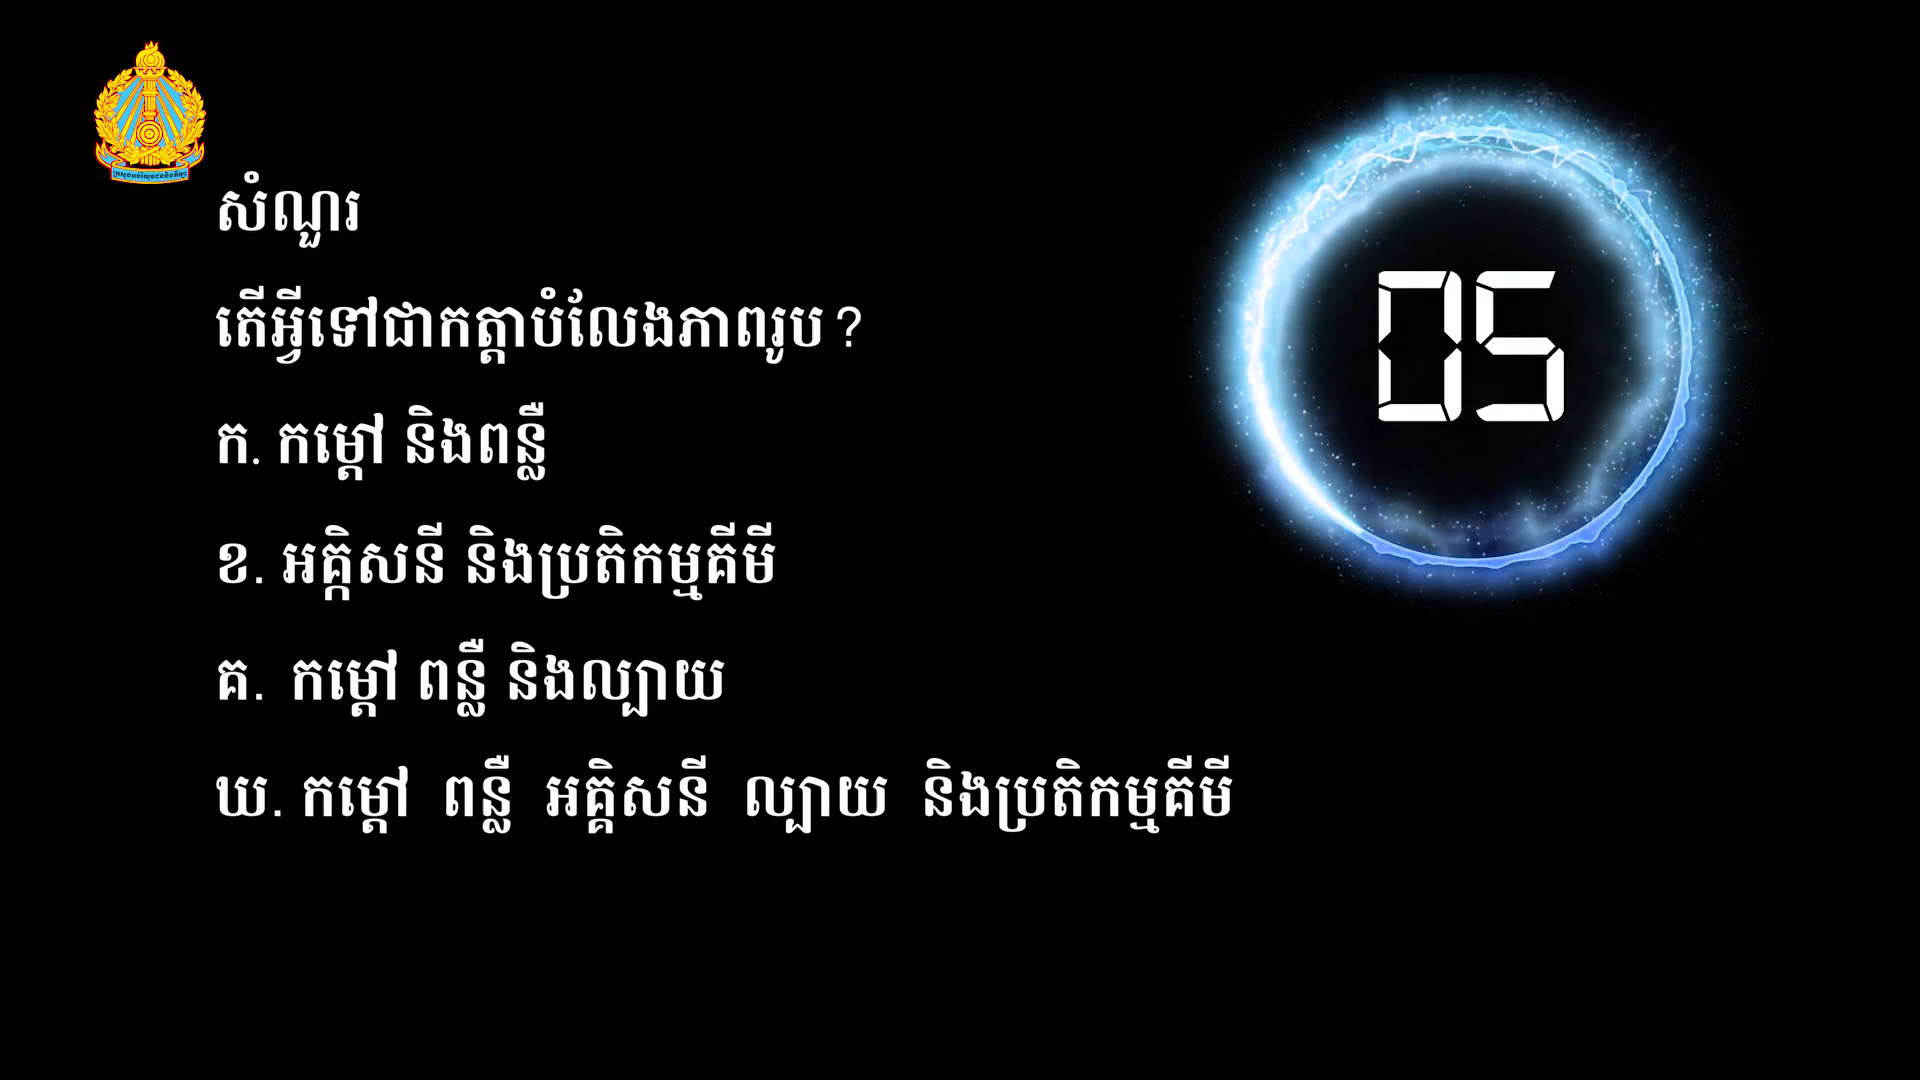 សំណួរ
តើអ្វីទៅជាកត្តាបំលែងភាពរូប ?
ក. កម្ដៅ និងពន្លឺ
ខ. អគ្គិសនី និងប្រតិកម្មគីមី
គ. កម្ដៅ ពន្លឺ និងល្បាយ
ឃ. កម្ដៅ ពន្លឺ អគ្គិសនី ល្បាយ និងប្រតិកម្មគីមី
05